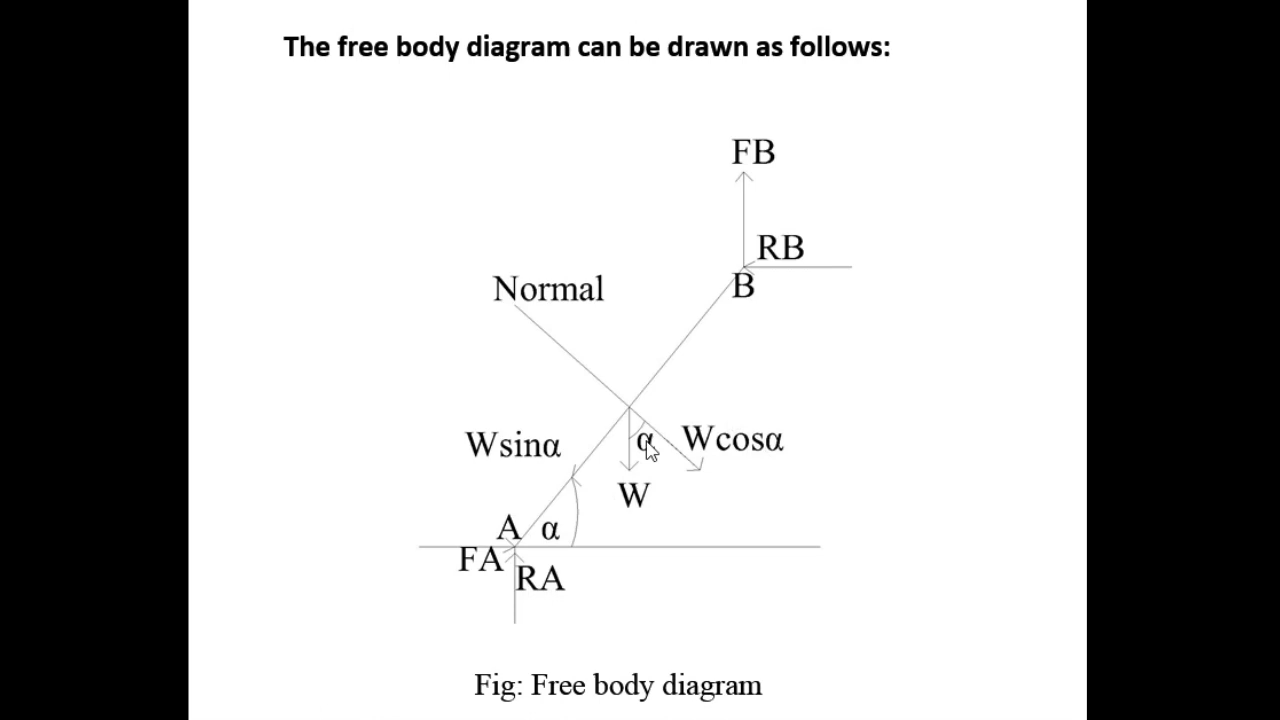 The free body diagram can be drawn as follows:
FB
RB
B
Normal
Wsinα
α
Wcosα
W
A
α
FA
RA
Fig: Free body diagram